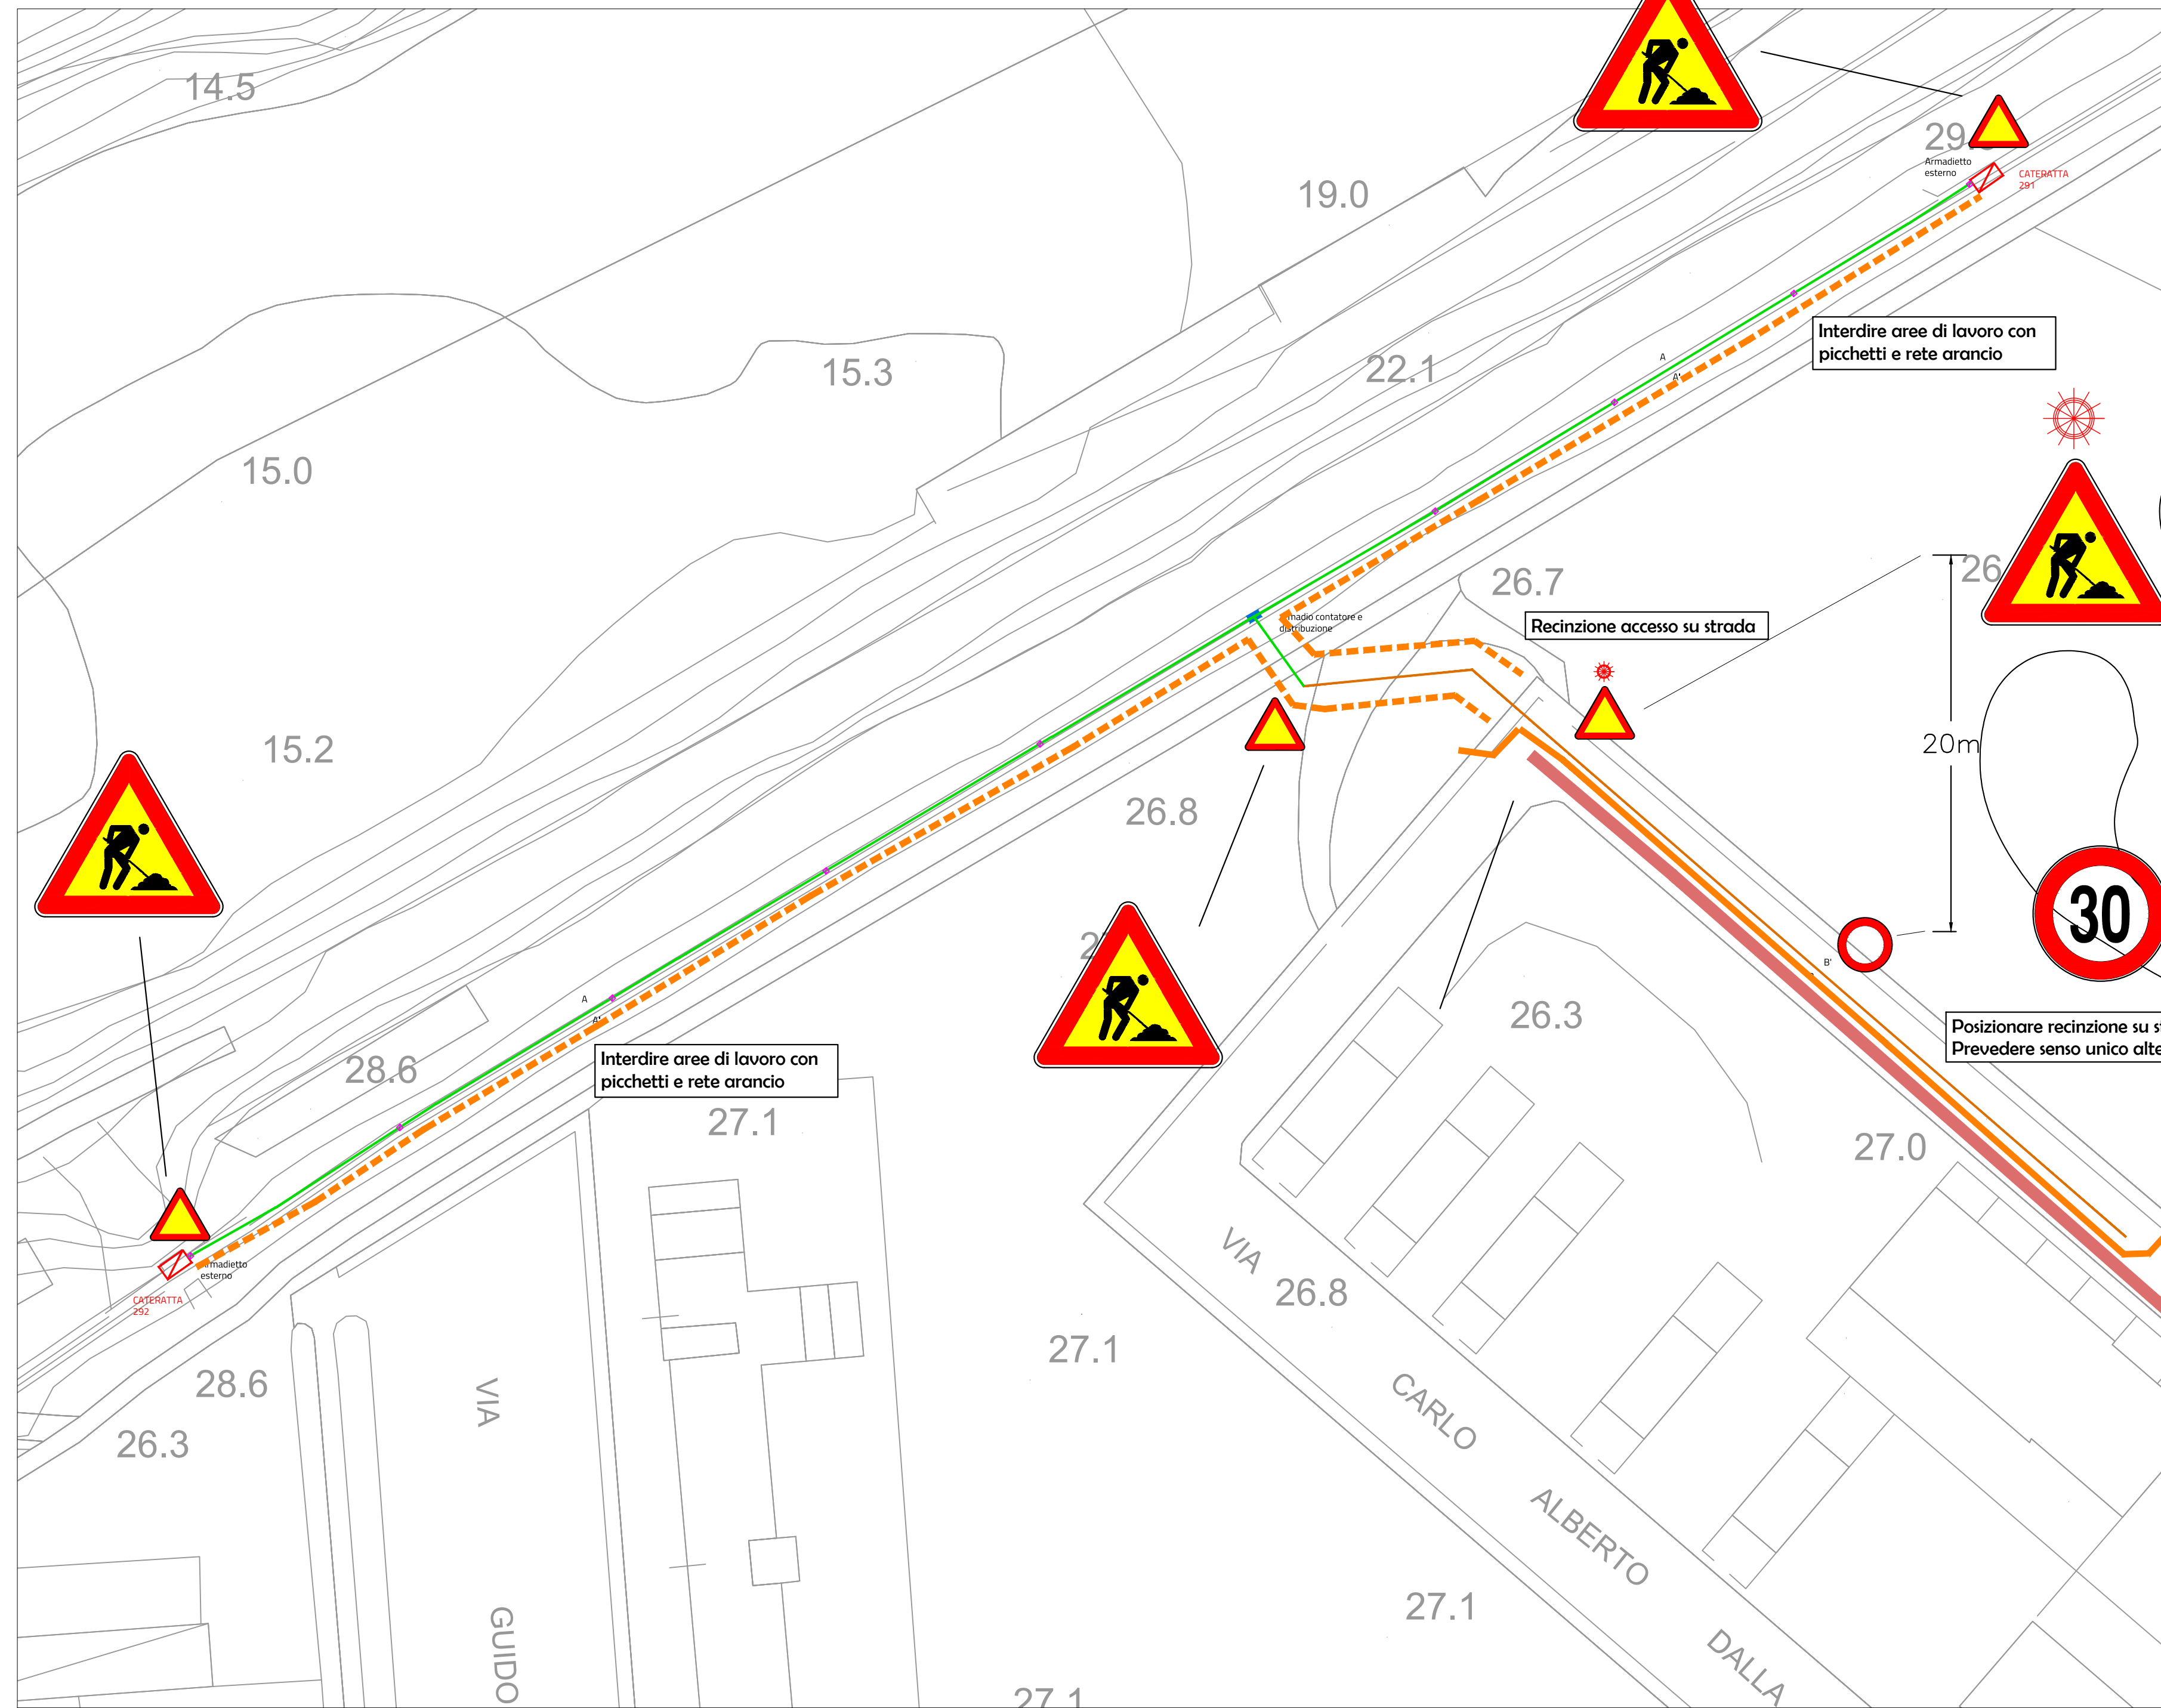 14.5
19.0
29.
Armadietto
esterno
CATERATTA
291
Interdire aree di lavoro con
picchetti e rete arancio
A
A'
22.1
15.3
15.0
26
26.7
contatore e
distribuzione
Recinzione accesso su strada
20m
15.2
26.8
30
B'
A
A'
26.3
Posizionare recinzione su
Prevedere senso unico
Interdire aree di lavoro con
picchetti e rete arancio
28.6
27.1
27.0
VIA
26.8
Armadietto
esterno
CATERATTA
292
27.1
28.6
VIA
CARLO
26.3
ALBERTO
27.1
GUIDO
DALLA
27.1